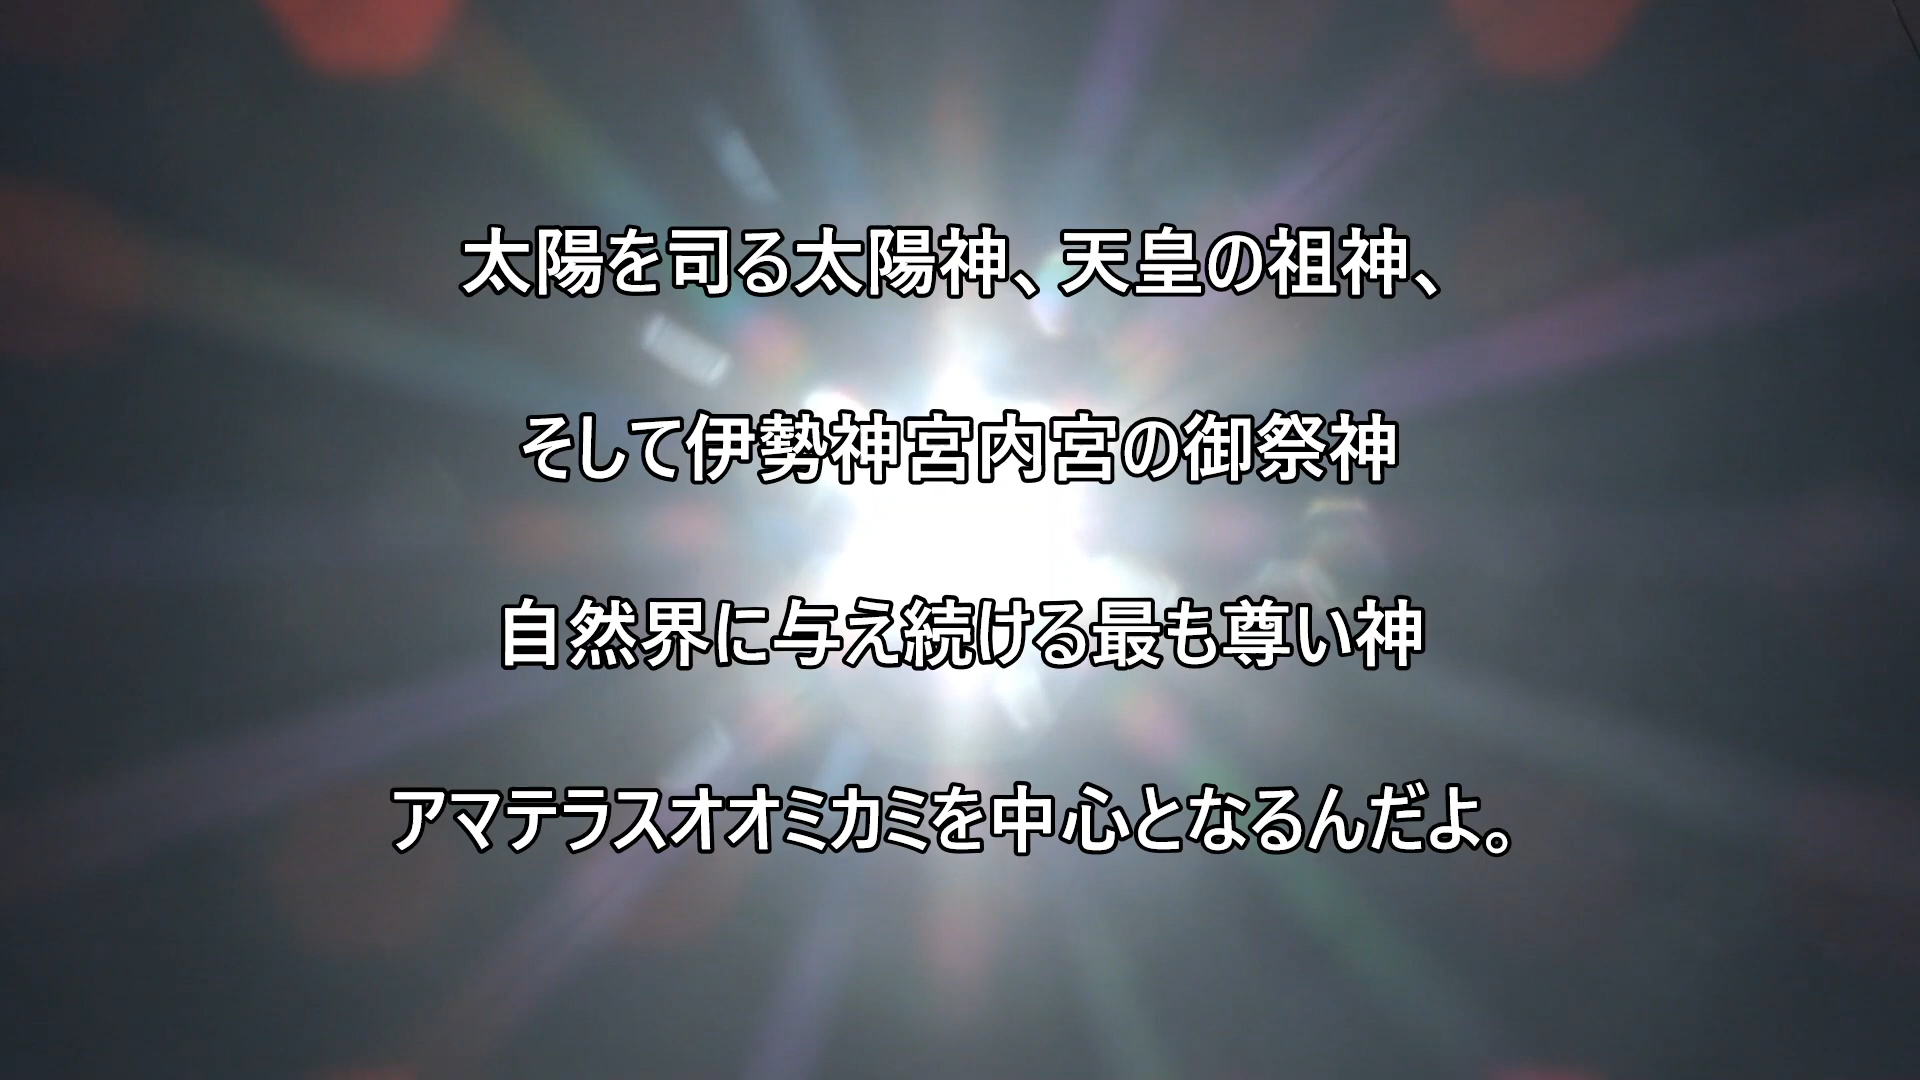 太陽を司る太陽神、天皇の祖神、
そして伊勢神宮内宮の御祭神
自然界に与え続ける最も尊い神
アマテラスオオミカミを中心となるんだよ。